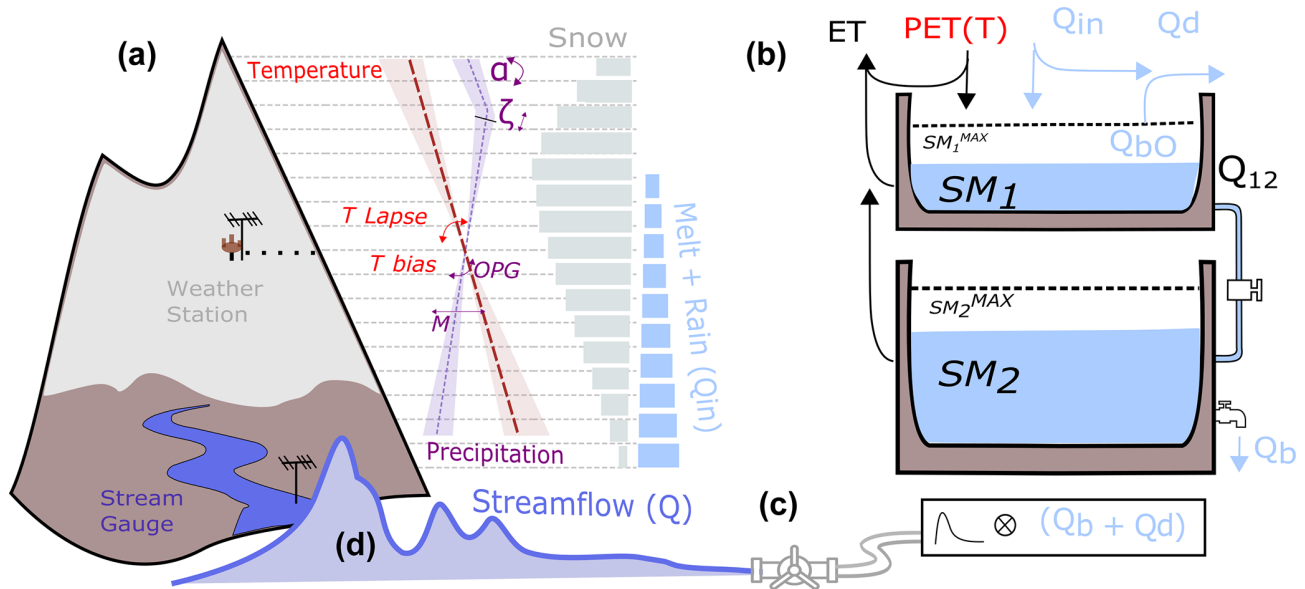 (a)
Snow
Temperature
α
ζ
T Lapse
T bias
OPG
M
Weather
Station
Melt + Rain (Qin)
Precipitation
Stream
Gauge
Streamflow (Q)
(d)
(b)
ET
PET(T)
Qin
Qd
SM1MAX
QbO
SM1
Q12
SM2MAX
SM2
Qb
(c)
⊗ (Qb + Qd)